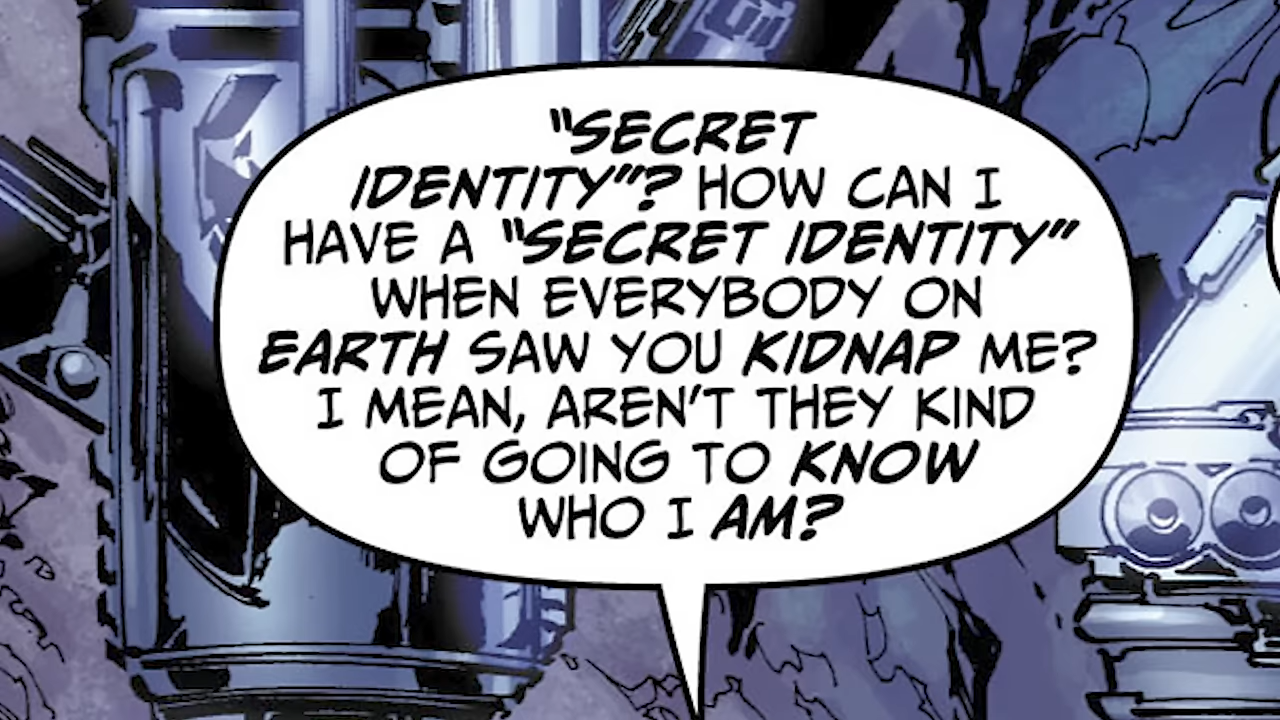 “SECRET
IDENTITY”? HOW CAN I
HAVE A “SECRET IDENTITY”
WHEN EVERYBODY ON
EARTH SAW YOU KIDNAP ME?
I MEAN, AREN’T THEY KIND
OF GOING TO KNOW
WHO I AM?